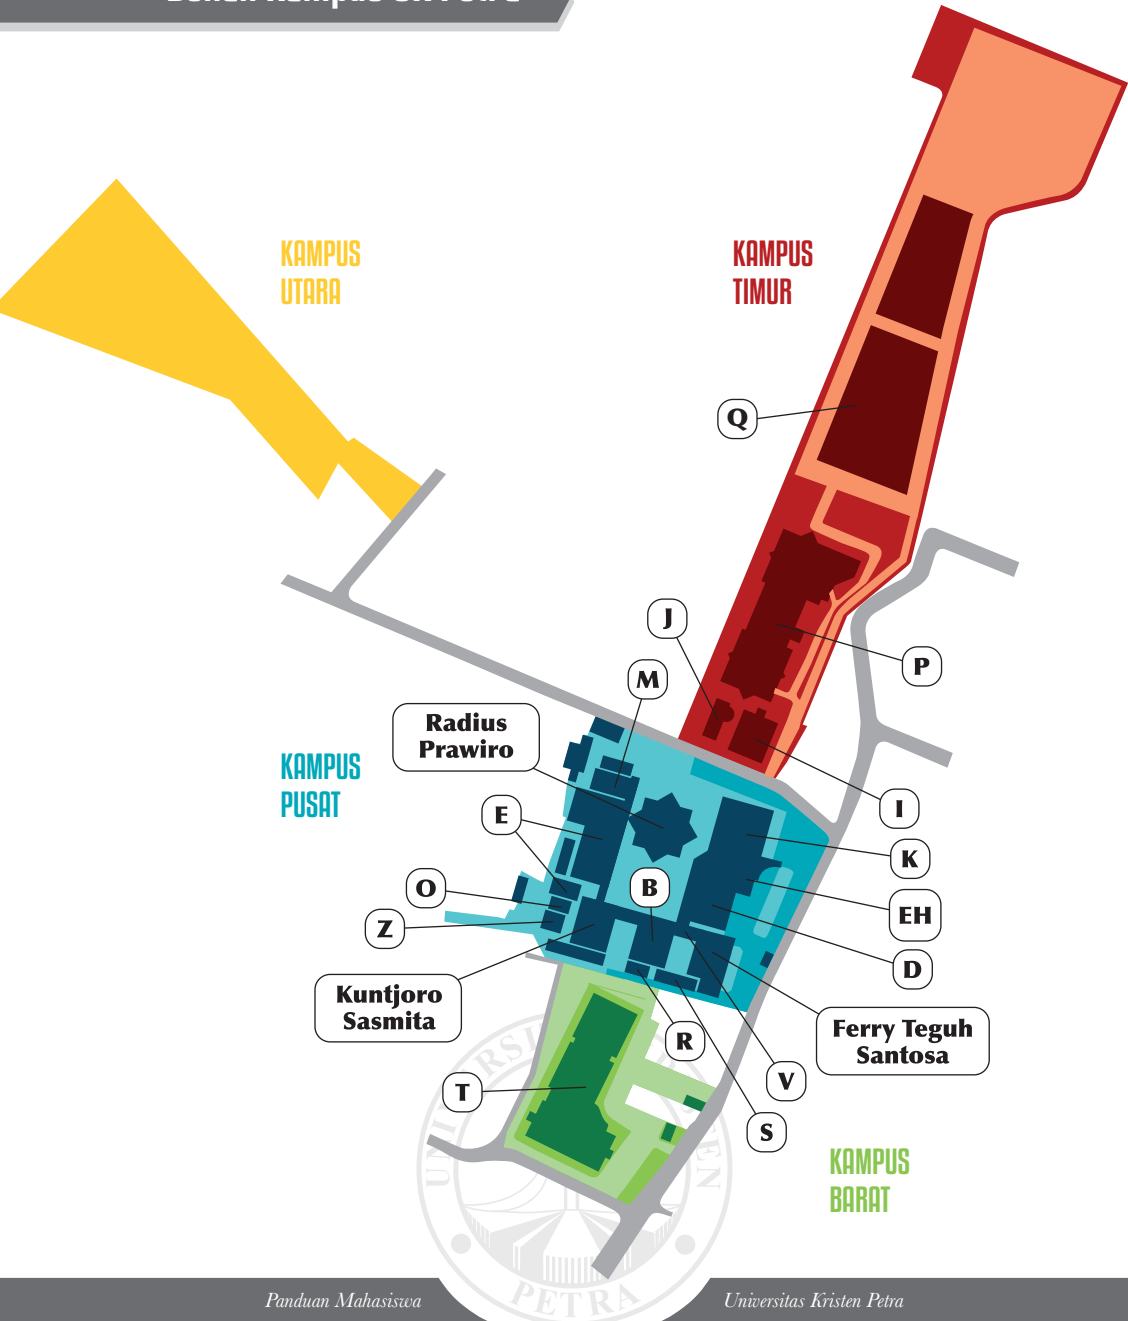 KAMPUS
UTARA
KAMPUS
TIMUR
Q
J
P
M
Radius
Prawiro
KAMPUS
PUSAT
I
E
K
B
O
EH
Z
D
Kuntjoro
Sasmita
Ferry Teguh
Santosa
R
V
T
S
KAMPUS
BARAT
PETRA
Panduan Mahasiswa
Universitas Kristen Petra